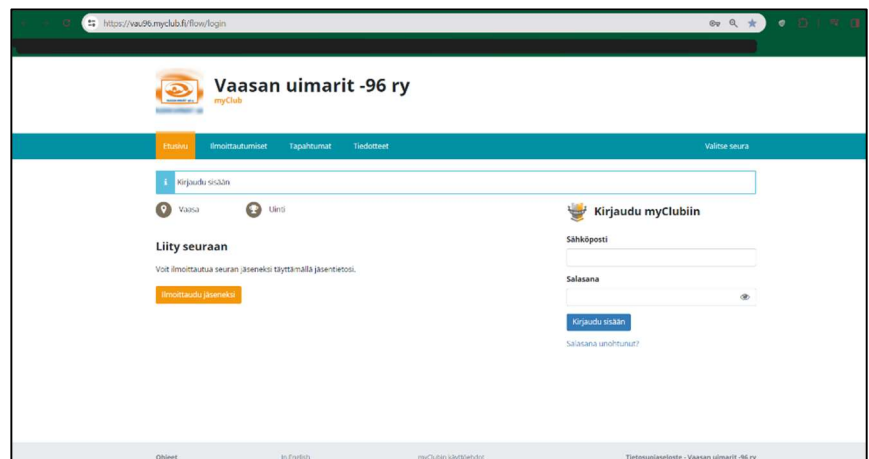 https://vau96.myclub.fi/flow/login
Vaasan uimarit -96 ry
myClub
Etusivu Ilmoittautumiset Tapahtumat Tiedotteet Valitse seura
i Kirjaudu sisään
Vaasa Uinti
Kirjaudu myClubiin
Liity seuraan
Voit ilmoittautua seuran jäseneksi täyttämällä jäsentietosi.
Ilmoittaudu jäseneksi
Sähköposti
Salasana
Kirjaudu sisään
Salasana unohtunut?
Ohjeet In English myClubin käyttöehdot Tietosuojaseloste - Vaasan uimarit -96 ry